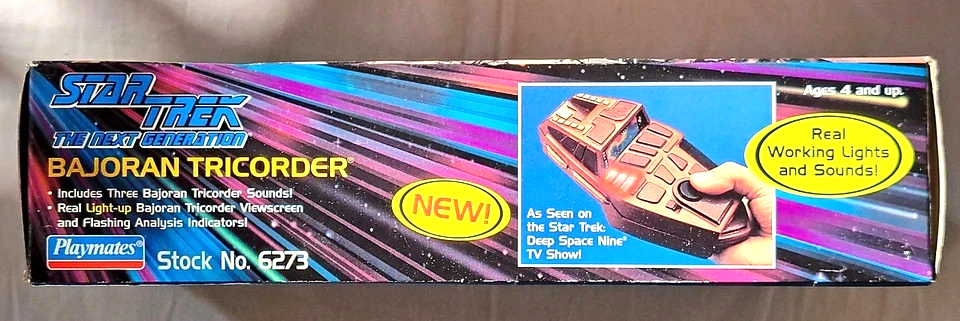 STAR
TREK
THE NEXT GENERATION
BAJORAN TRICORDER®
• Includes Three Bajoran Tricorder Sounds!
• Real Light-up Bajoran Tricorder Viewscreen
and Flashing Analysis Indicators!
Playmates®
Stock No. 6273
NEW!
As Seen on
the Star Trek:
Deep Space Nine®
TV Show!
Ages 4 and up.
Real
Working Lights
and Sounds!